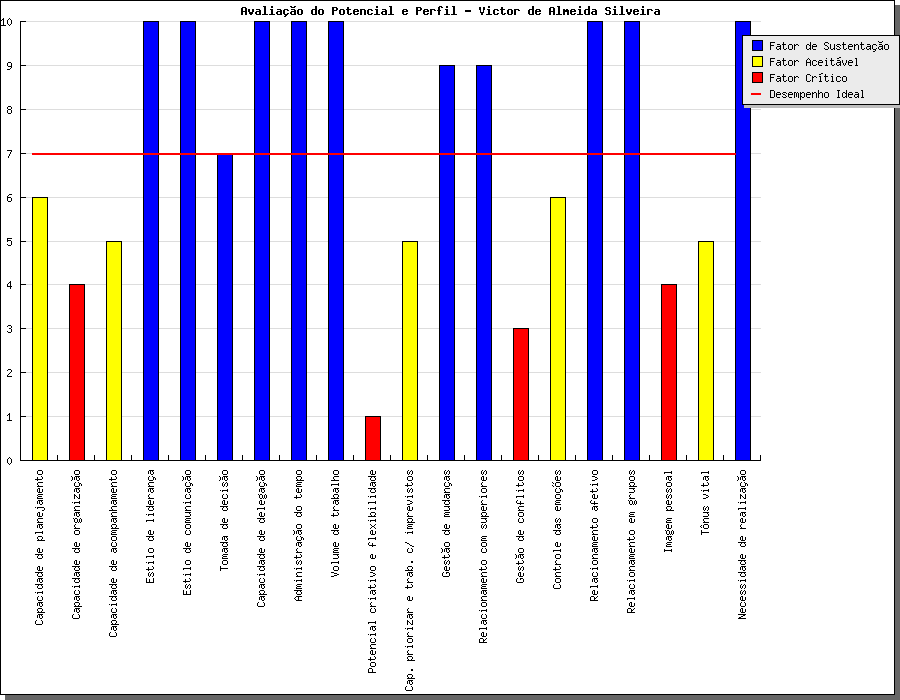 Avaliação do Potencial e Perfil - Victor de Almeida Silveira
10
9
8
7
6
5
4
3
2
1
0
Fator de Sustentação
Fator Aceitável
Fator Crítico
Desempenho Ideal
Capacidade de planejamento
Capacidade de organização
Capacidade de acompanhamento
Estilo de liderança
Estilo de comunicação
Tomada de decisão
Capacidade de delegação
Administração do tempo
Volume de trabalho
Potencial criativo e flexibilidade
Cap. priorizar e trab. c/ imprevistos
Gestão de mudanças
Relacionamento com superiores
Gestão de conflitos
Controle das emoções
Relacionamento afetivo
Relacionamento em grupos
Imagem pessoal
Tônus vital
Necessidade de realização